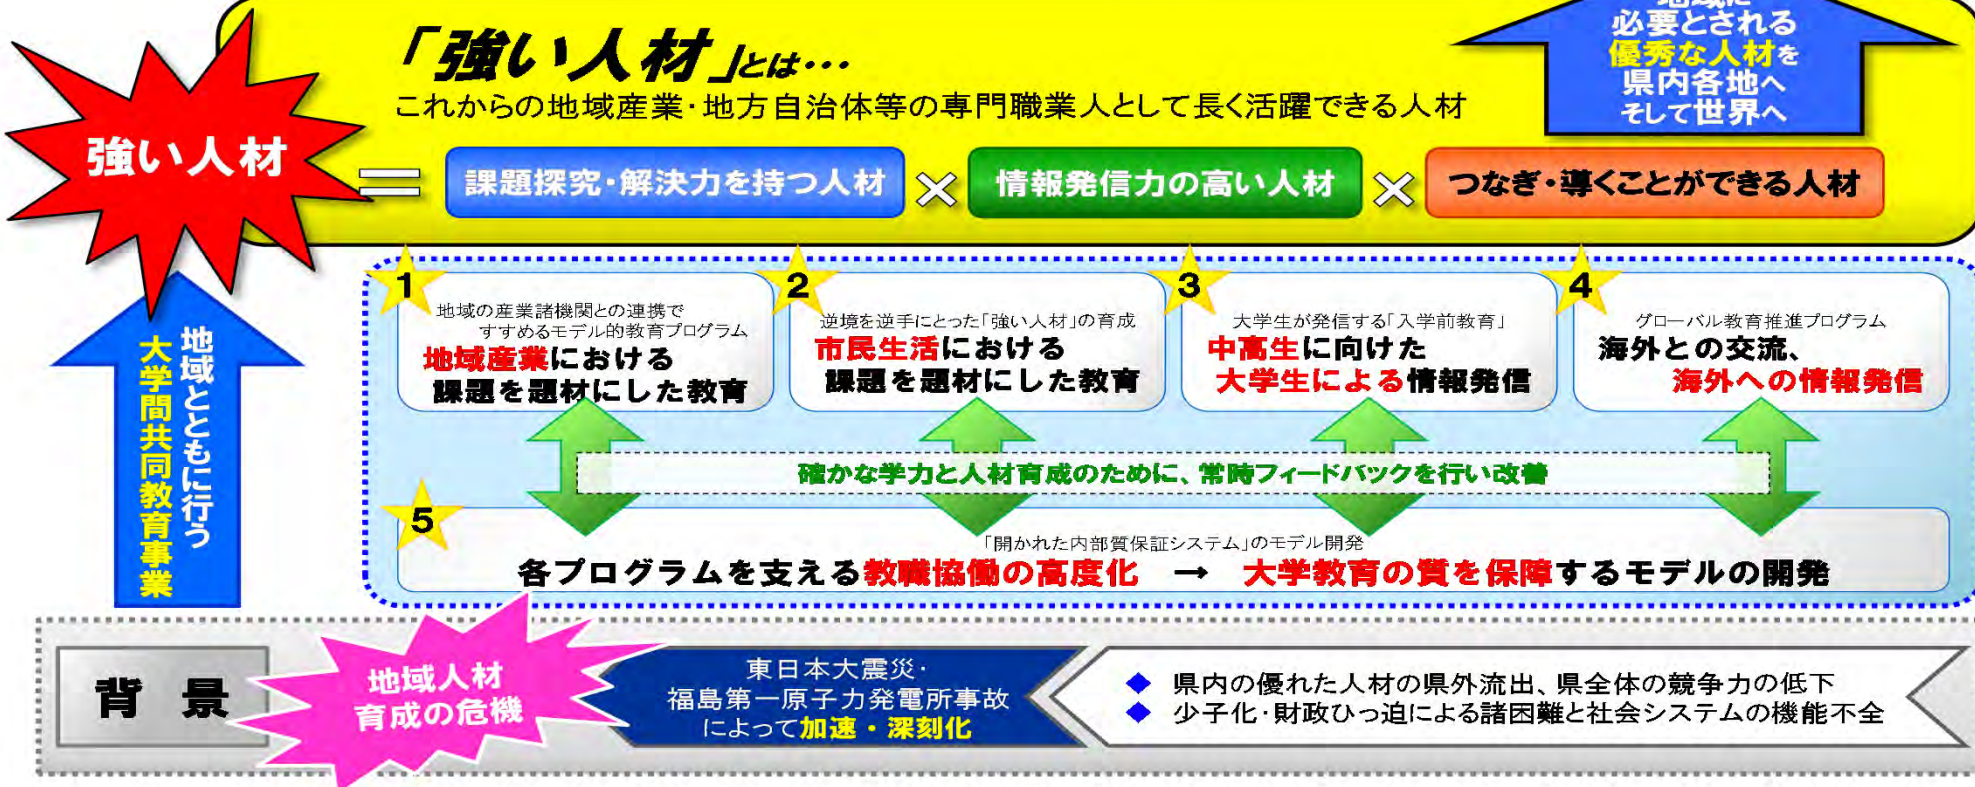 「強い人材」とは…
これからの地域産業・地方自治体等の専門職業人として長く活躍できる人材
地域に
必要とされる
優秀な人材を
県内各地へ
そして世界へ
強い人材
=
課題探究・解決力を持つ人材
×
情報発信力の高い人材
×
つなぎ・導くことができる人材
地域とともに行う
大学間共同教育事業
1
地域の産業諸機関との連携で
すすめるモデル的教育プログラム
地域産業における
課題を題材にした教育
2
逆境を逆手にとった「強い人材」の育成
市民生活における
課題を題材にした教育
3
大学生が発信する「入学前教育」
中高生に向けた
大学生による情報発信
4
グローバル教育推進プログラム
海外との交流、
海外への情報発信
確かな学力と人材育成のために、常時フィードバックを行い改善
5
「開かれた内部質保証システム」のモデル開発
各プログラムを支える教職協働の高度化 → 大学教育の質を保障するモデルの開発
背 景
地域人材
育成の危機
東日本大震災・
福島第一原子力発電所事故
によって加速・深刻化
◆ 県内の優れた人材の県外流出、県全体の競争力の低下
◆ 少子化・財政ひっ迫による諸困難と社会システムの機能不全